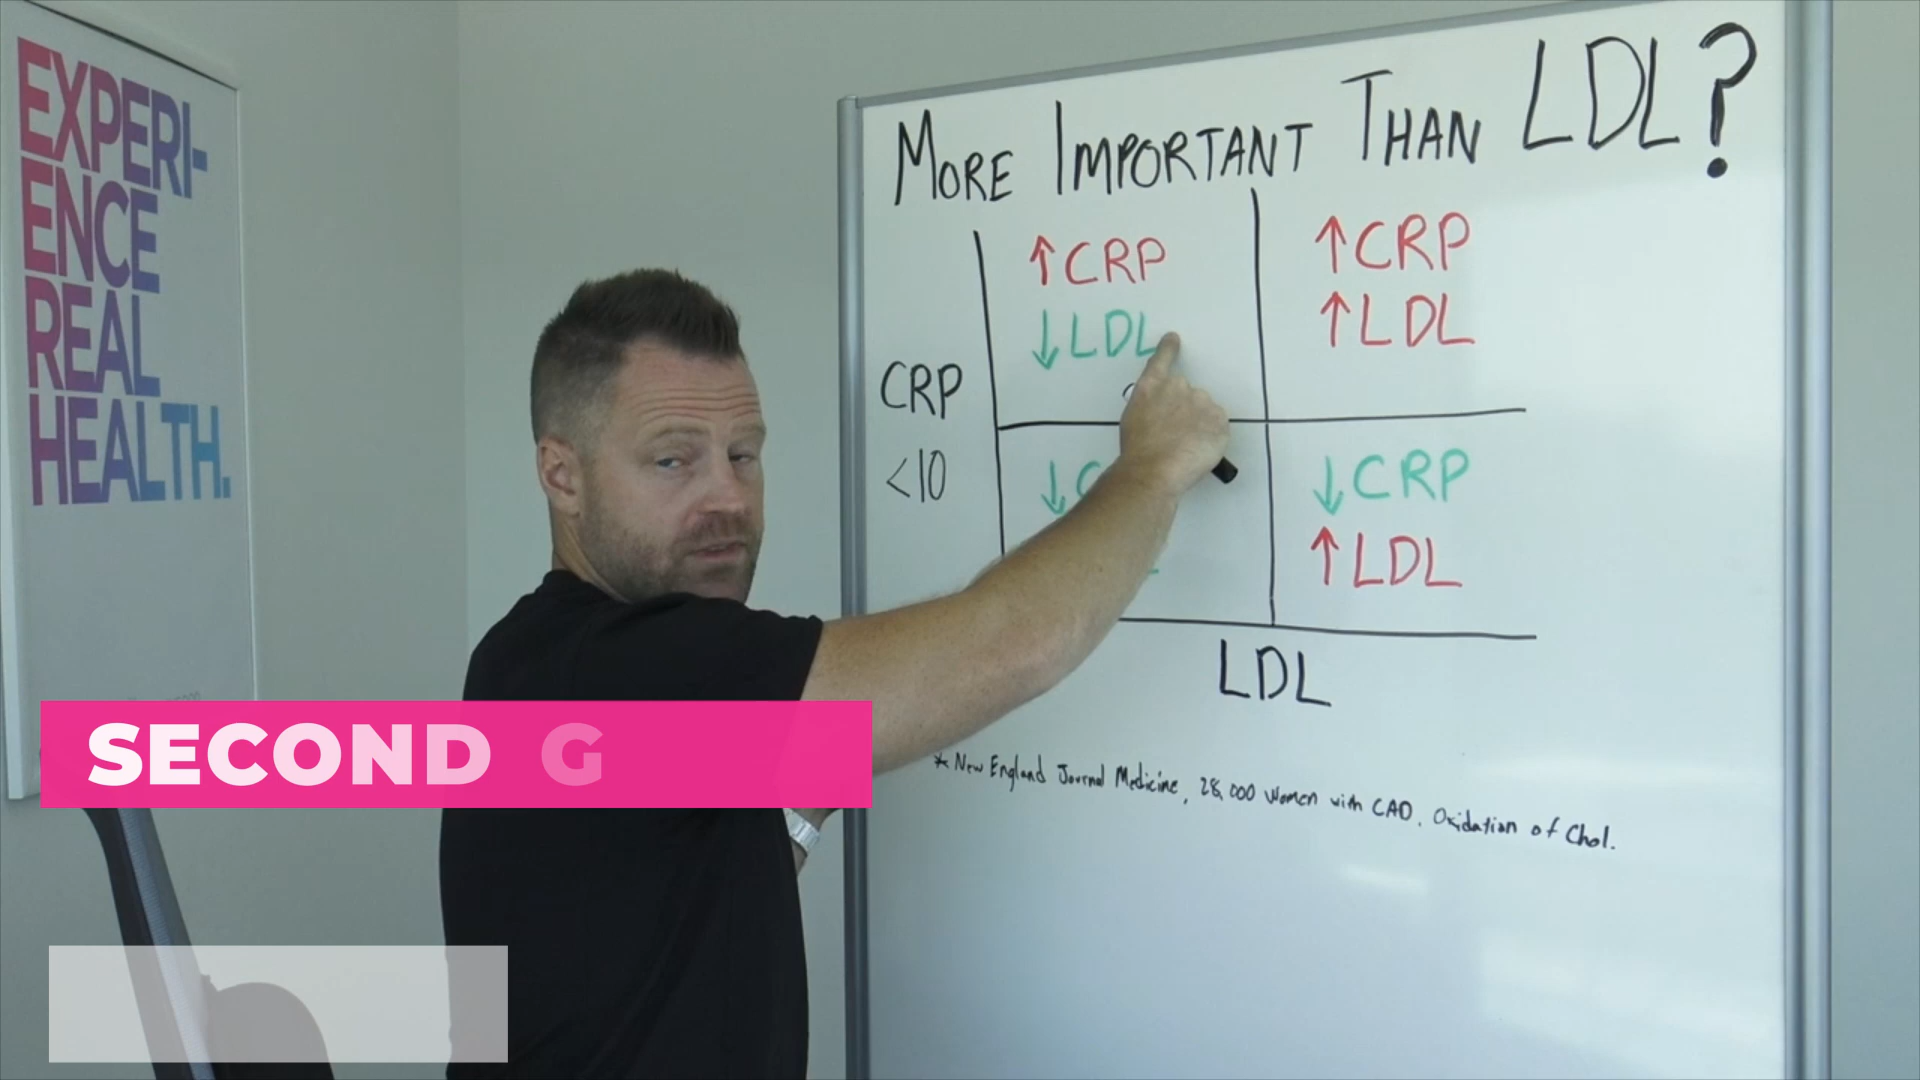 EXPERI-
ENCE
REAL
HEALTH.
MORE IMPORTANT THAN LDL?
↑CRP
↓LDL
↑CRP
↑LDL
CRP
<10
↓C
↓CRP
↑LDL
LDL
* New England Journal Medicine, 28,000 Women with CAD. Oxidation of Chol.
SECOND G